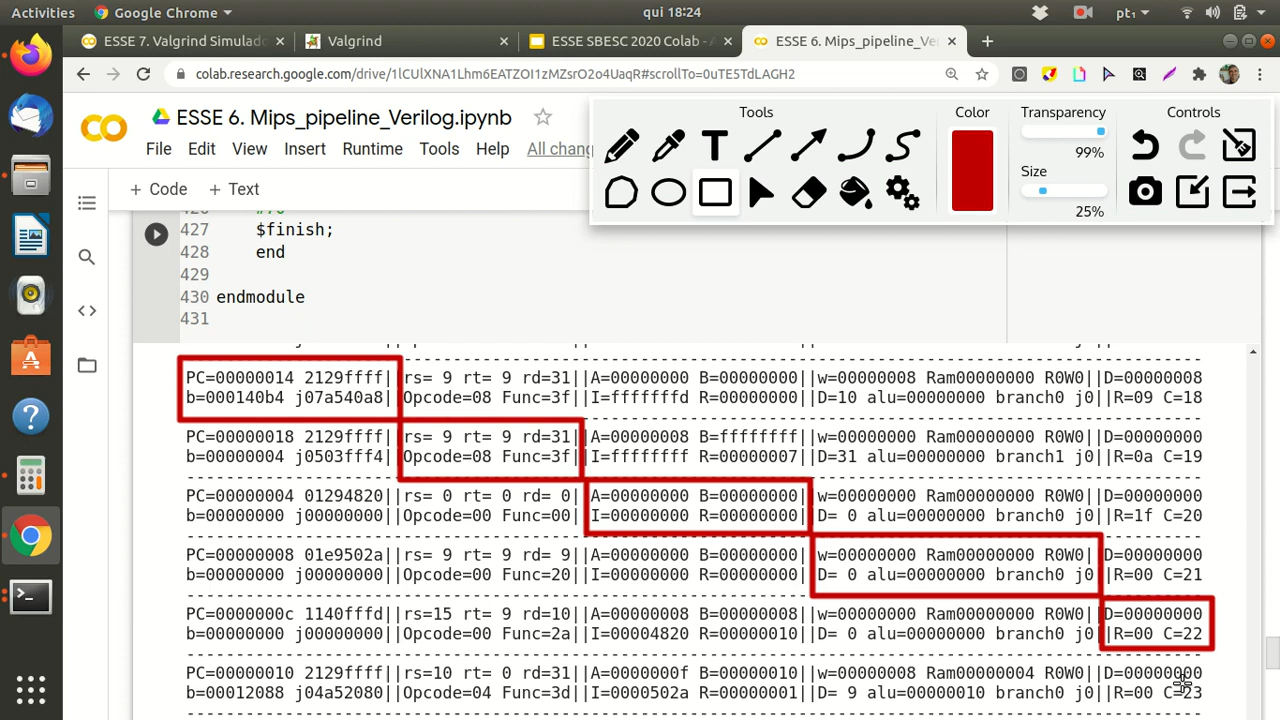 Activities Google Chrome qui 18:24 pt₁
ESSE 7. Valgrind Simulado × Valgrind × ESSE SBESC 2020 Colab - A × ESSE 6. Mips_pipeline_Ve ×
colab.research.google.com/drive/1lCUlXNA1Lhm6EATZOI1zMZsrO2o4UaqR#scrollTo=0uTE5TdLAGH2
ESSE 6. Mips_pipeline_Verilog.ipynb
File Edit View Insert Runtime Tools Help All chang
Tools Color Transparency Controls
99%
Size
25%
+ Code + Text
426 #70
427 $finish;
428 end
429
430 endmodule
431
-----------------------------------------------------------------------------------------
PC=00000014 2129ffff||rs= 9 rt= 9 rd=31||A=00000000 B=00000000||w=00000008 Ram00000000 R0W0||D=00000008
b=000140b4 j07a540a8||Opcode=08 Func=3f||I=fffffffd R=00000000||D=10 alu=00000000 branch0 j0||R=09 C=18
-----------------------------------------------------------------------------------------
PC=00000018 2129ffff||rs= 9 rt= 9 rd=31||A=00000008 B=ffffffff||w=00000000 Ram00000000 R0W0||D=00000000
b=00000004 j0503fff4||Opcode=08 Func=3f||I=ffffffff R=00000007||D=31 alu=00000000 branch1 j0||R=0a C=19
-----------------------------------------------------------------------------------------
PC=00000004 01294820||rs= 0 rt= 0 rd= 0||A=00000000 B=00000000||w=00000000 Ram00000000 R0W0||D=00000000
b=00000000 j00000000||Opcode=00 Func=00||I=00000000 R=00000000||D= 0 alu=00000000 branch0 j0||R=1f C=20
-----------------------------------------------------------------------------------------
PC=00000008 01e9502a||rs= 9 rt= 9 rd= 9||A=00000000 B=00000000||w=00000000 Ram00000000 R0W0||D=00000000
b=00000000 j00000000||Opcode=00 Func=20||I=00000000 R=00000000||D= 0 alu=00000000 branch0 j0||R=00 C=21
-----------------------------------------------------------------------------------------
PC=0000000c 1140fffd||rs=15 rt= 9 rd=10||A=00000008 B=00000008||w=00000000 Ram00000000 R0W0||D=00000000
b=00000000 j00000000||Opcode=00 Func=2a||I=00004820 R=00000010||D= 0 alu=00000000 branch0 j0||R=00 C=22
-----------------------------------------------------------------------------------------
PC=00000010 2129ffff||rs=10 rt= 0 rd=31||A=0000000f B=00000010||w=00000008 Ram00000004 R0W0||D=00000000
b=00012088 j04a52080||Opcode=04 Func=3d||I=0000502a R=00000001||D= 9 alu=00000010 branch0 j0||R=00 C=23
-----------------------------------------------------------------------------------------